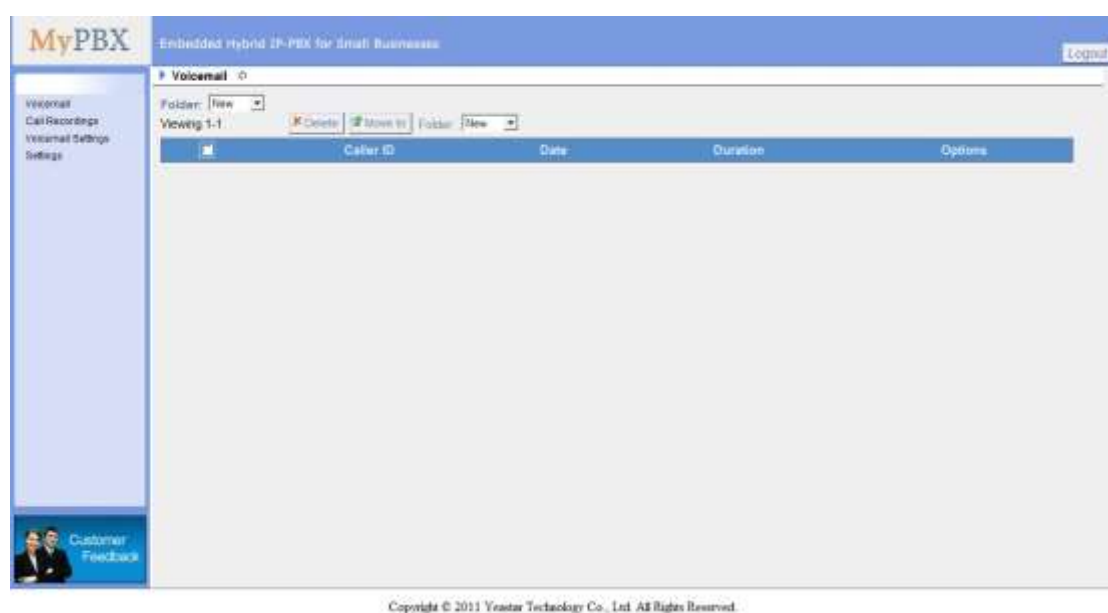 MyPBX
Embedded Hybrid IP-PBX for Small Businesses
Logout
Voicemail
Voicemail
Call Recordings
Voicemail Settings
Settings
Folder: New
Viewing 1-1 Delete Move to Folder New
Caller ID Date Duration Options
Customer
Feedback
Copyright © 2011 Yeastar Technology Co., Ltd. All Rights Reserved.